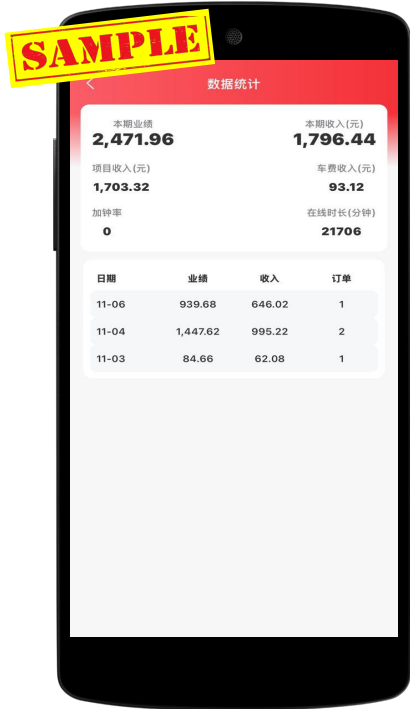 SAMPLE
数据统计
本期业绩 本期收入(元)
2,471.96 1,796.44
项目收入(元) 车费收入(元)
1,703.32 93.12
加钟率 在线时长(分钟)
0 21706
日期 业绩 收入 订单
11-06 939.68 646.02 1
11-04 1,447.62 995.22 2
11-03 84.66 62.08 1